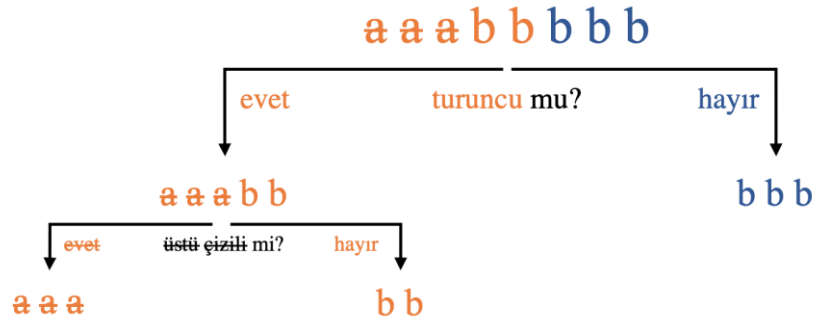 a a a b b b b b
evet turuncu mu? hayır
a a a b b b b b
evet üstü çizili mi? hayır
a a a b b